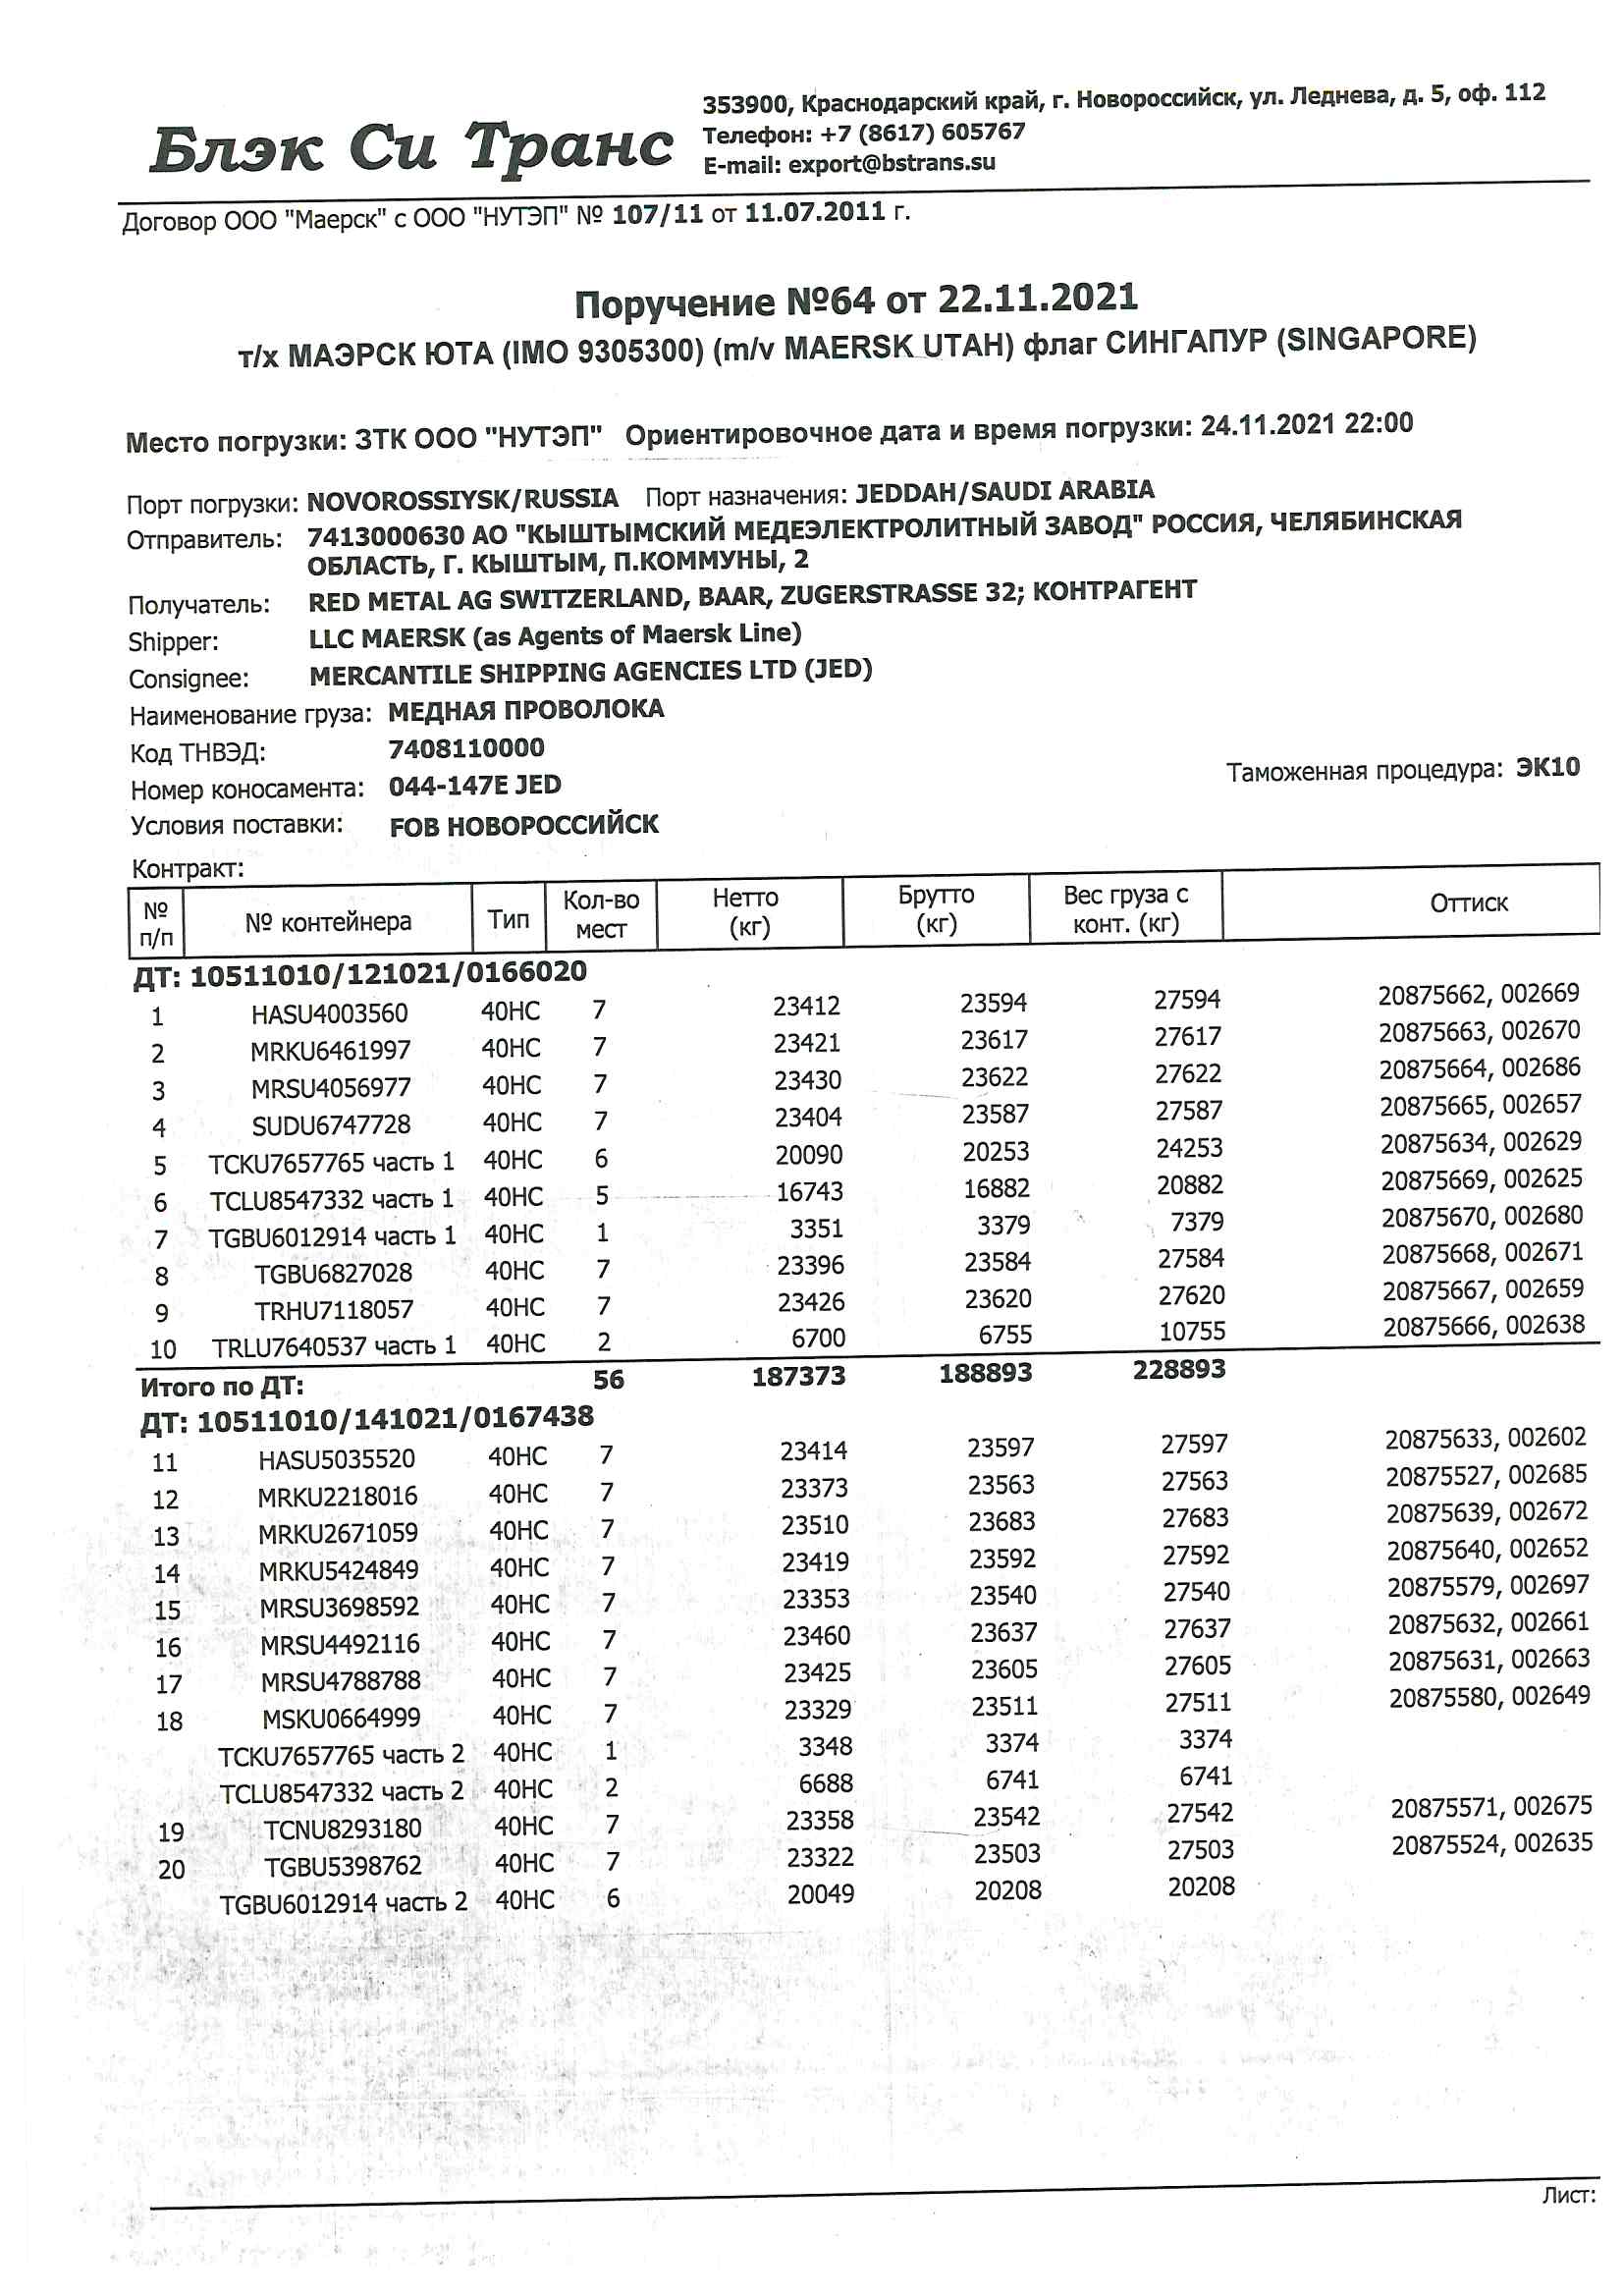 Блэк Си Транс
353900, Краснодарский край, г. Новороссийск, ул. Леднева, д. 5, оф. 112
Телефон: +7 (8617) 605767
E-mail: export@bstrans.su
Договор ООО "Маерск" с ООО "НУТЭП" № 107/11 от 11.07.2011 г.
Поручение №64 от 22.11.2021
т/х МАЭРСК ЮТА (IMO 9305300) (m/v MAERSK UTAH) флаг СИНГАПУР (SINGAPORE)
Место погрузки: ЗТК ООО "НУТЭП" Ориентировочное дата и время погрузки: 24.11.2021 22:00
Порт погрузки: NOVOROSSIYSK/RUSSIA Порт назначения: JEDDAH/SAUDI ARABIA
Отправитель: 7413000630 АО "КЫШТЫМСКИЙ МЕДЕЭЛЕКТРОЛИТНЫЙ ЗАВОД" РОССИЯ, ЧЕЛЯБИНСКАЯ
ОБЛАСТЬ, Г. КЫШТЫМ, П.КОММУНЫ, 2
Получатель: RED METAL AG SWITZERLAND, BAAR, ZUGERSTRASSE 32; КОНТРАГЕНТ
Shipper: LLC MAERSK (as Agents of Maersk Line)
Consignee: MERCANTILE SHIPPING AGENCIES LTD (JED)
Наименование груза: МЕДНАЯ ПРОВОЛОКА
Код ТНВЭД: 7408110000
Номер коносамента: 044-147E JED Таможенная процедура: ЭК10
Условия поставки: FOB НОВОРОССИЙСК
Контракт:
№ п/п № контейнера Тип Кол-во мест Нетто (кг) Брутто (кг) Вес груза с конт. (кг) Оттиск
ДТ: 10511010/121021/0166020
1 HASU4003560 40HC 7 23412 23594 27594 20875662, 002669
2 MRKU6461997 40HC 7 23421 23617 27617 20875663, 002670
3 MRSU4056977 40HC 7 23430 23622 27622 20875664, 002686
4 SUDU6747728 40HC 7 23404 23587 27587 20875665, 002657
5 TCKU7657765 часть 1 40HC 6 20090 20253 24253 20875634, 002629
6 TCLU8547332 часть 1 40HC 5 16743 16882 20882 20875669, 002625
7 TGBU6012914 часть 1 40HC 1 3351 3379 7379 20875670, 002680
8 TGBU6827028 40HC 7 23396 23584 27584 20875668, 002671
9 TRHU7118057 40HC 7 23426 23620 27620 20875667, 002659
10 TRLU7640537 часть 1 40HC 2 6700 6755 10755 20875666, 002638
Итого по ДТ: 56 187373 188893 228893
ДТ: 10511010/141021/0167438
11 HASU5035520 40HC 7 23414 23597 27597 20875633, 002602
12 MRKU2218016 40HC 7 23373 23563 27563 20875527, 002685
13 MRKU2671059 40HC 7 23510 23683 27683 20875639, 002672
14 MRKU5424849 40HC 7 23419 23592 27592 20875640, 002652
15 MRSU3698592 40HC 7 23353 23540 27540 20875579, 002697
16 MRSU4492116 40HC 7 23460 23637 27637 20875632, 002661
17 MRSU4788788 40HC 7 23425 23605 27605 20875631, 002663
18 MSKU0664999 40HC 7 23329 23511 27511 20875580, 002649
TCKU7657765 часть 2 40HC 1 3348 3374 3374
TCLU8547332 часть 2 40HC 2 6688 6741 6741
19 TCNU8293180 40HC 7 23358 23542 27542 20875571, 002675
20 TGBU5398762 40HC 7 23322 23503 27503 20875524, 002635
TGBU6012914 часть 2 40HC 6 20049 20208 20208
Лист: